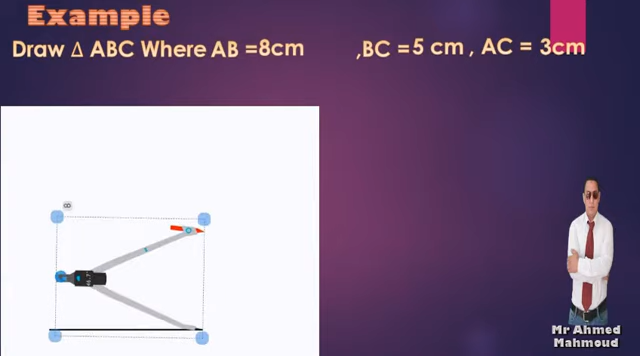 Example
Draw Δ ABC Where AB =8cm ,BC =5 cm , AC = 3cm
Mr Ahmed
Mahmoud